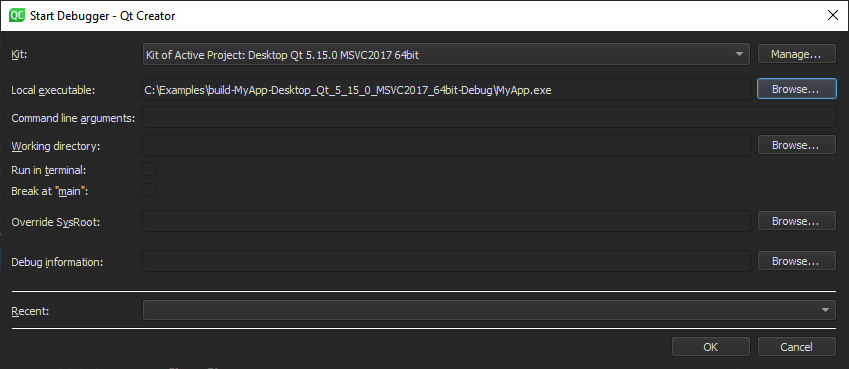 QC Start Debugger - Qt Creator
Kit: Kit of Active Project: Desktop Qt 5.15.0 MSVC2017 64bit Manage...
Local executable: C:\Examples\build-MyApp-Desktop_Qt_5_15_0_MSVC2017_64bit-Debug\MyApp.exe Browse...
Command line arguments:
Working directory: Browse...
Run in terminal:
Break at "main":
Override SysRoot: Browse...
Debug information: Browse...
Recent:
OK Cancel